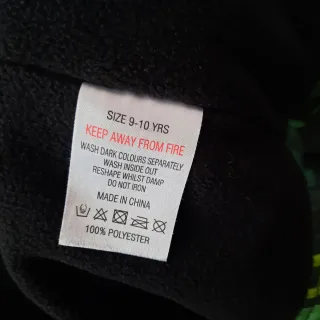 SIZE 9-10 YRS
KEEP AWAY FROM FIRE
WASH DARK COLOURS SEPARATELY
WASH INSIDE OUT
RESHAPE WHILST DAMP
DO NOT IRON
MADE IN CHINA
100% POLYESTER